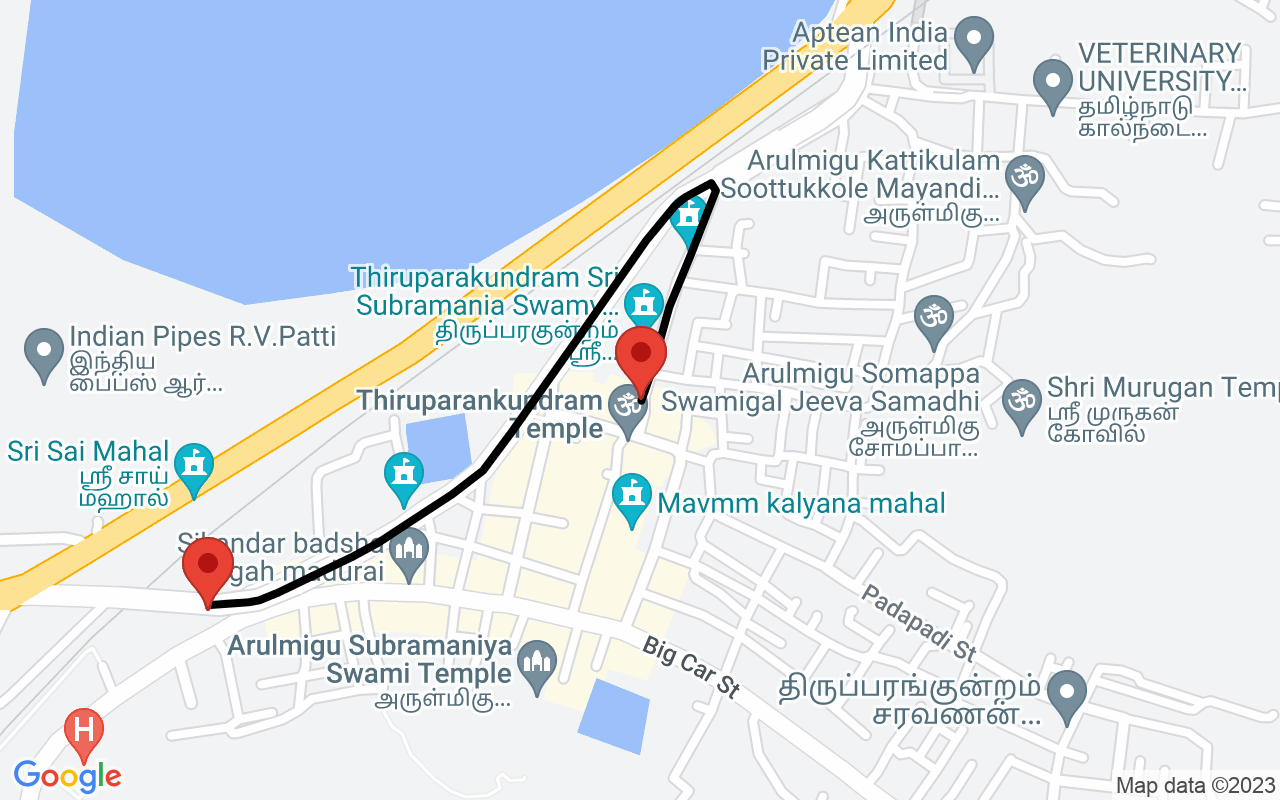 Aptean India
Private Limited
VETERINARY
UNIVERSITY...
தமிழ்நாடு
கால்நடை...
Arulmigu Kattikulam
Soottukkole Mayandi...
அருள்மிகு...
Thiruparakundram Sri
Subramania Swamy...
திருப்பரகுன்றம்
ஸ்ரீ...
Indian Pipes R.V.Patti
இந்திய
பைப்ஸ் ஆர்...
Arulmigu Somappa
Swamigal Jeeva Samadhi
அருள்மிகு
சோமப்பா...
Shri Murugan Temp
ஸ்ரீ முருகன்
கோவில்
Thiruparankundram
Temple
Sri Sai Mahal
ஸ்ரீ சாய்
மஹால்
Mavmm kalyana mahal
Sikandar badsha
madurai
Padapadi St
Arulmigu Subramaniya
Swami Temple
அருள்மிகு...
Big Car St
திருப்பரங்குன்றம்
சரவணன்...
H
Google
Map data ©2023